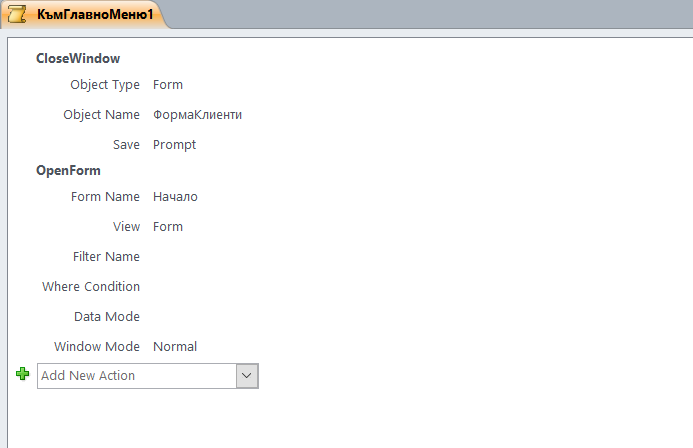 КъмГлавноМеню1
CloseWindow
Object Type Form
Object Name ФормаКлиенти
Save Prompt
OpenForm
Form Name Начало
View Form
Filter Name
Where Condition
Data Mode
Window Mode Normal
Add New Action